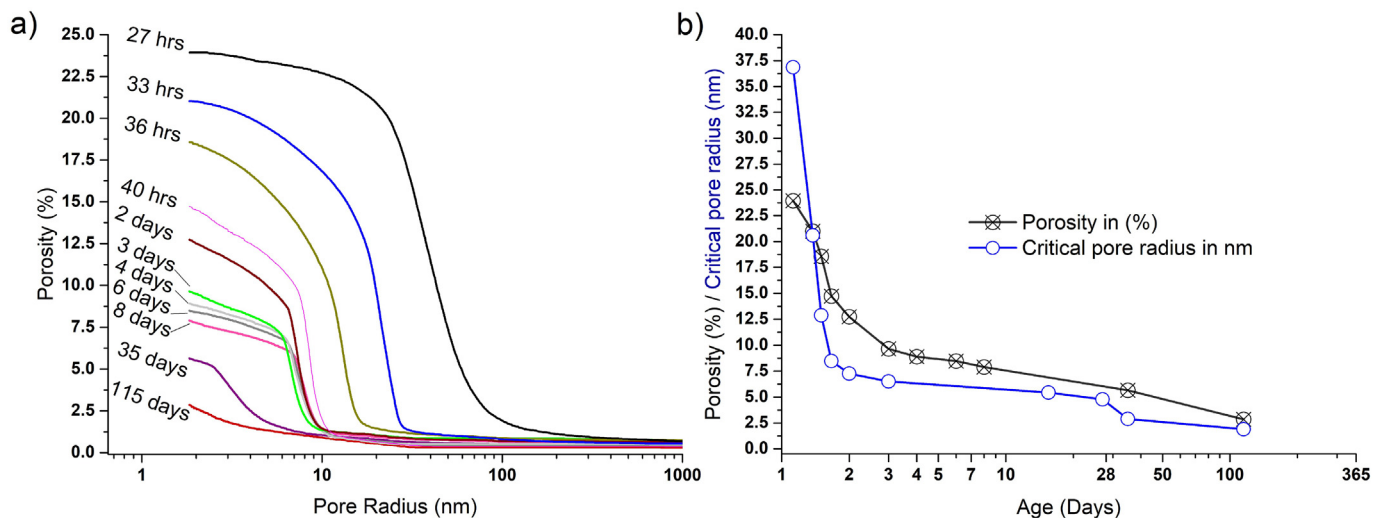 a)
Porosity (%)
25.0
22.5
20.0
17.5
15.0
12.5
10.0
7.5
5.0
2.5
0.0
27 hrs
33 hrs
36 hrs
40 hrs
2 days
3 days
4 days
6 days
8 days
35 days
115 days
1 10 100 1000
Pore Radius (nm)
b)
Porosity (%) / Critical pore radius (nm)
40.0
37.5
35.0
32.5
30.0
27.5
25.0
22.5
20.0
17.5
15.0
12.5
10.0
7.5
5.0
2.5
0.0
Porosity in (%)
Critical pore radius in nm
1 2 3 4 5 7 10 28 50 100 365
Age (Days)